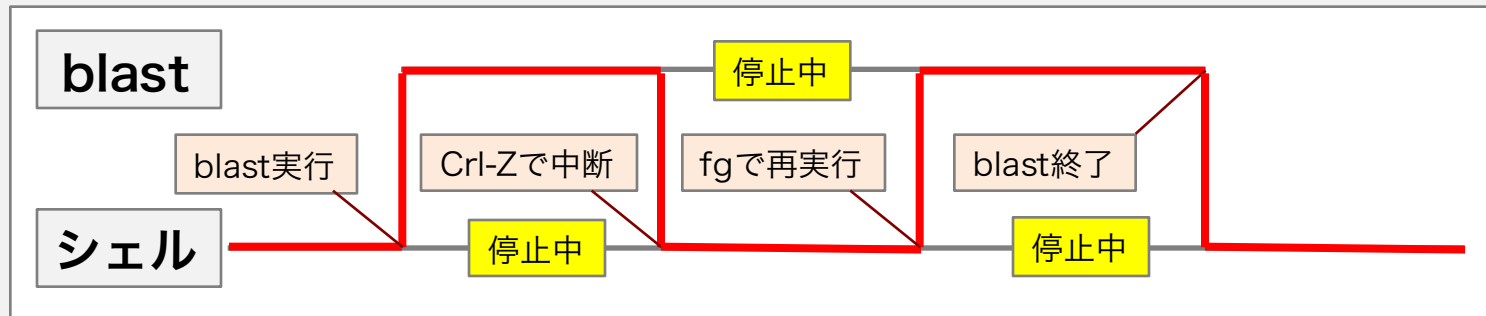 blast
停止中
blast実行
Crl-Zで中断
fgで再実行
blast終了
シェル
停止中
停止中